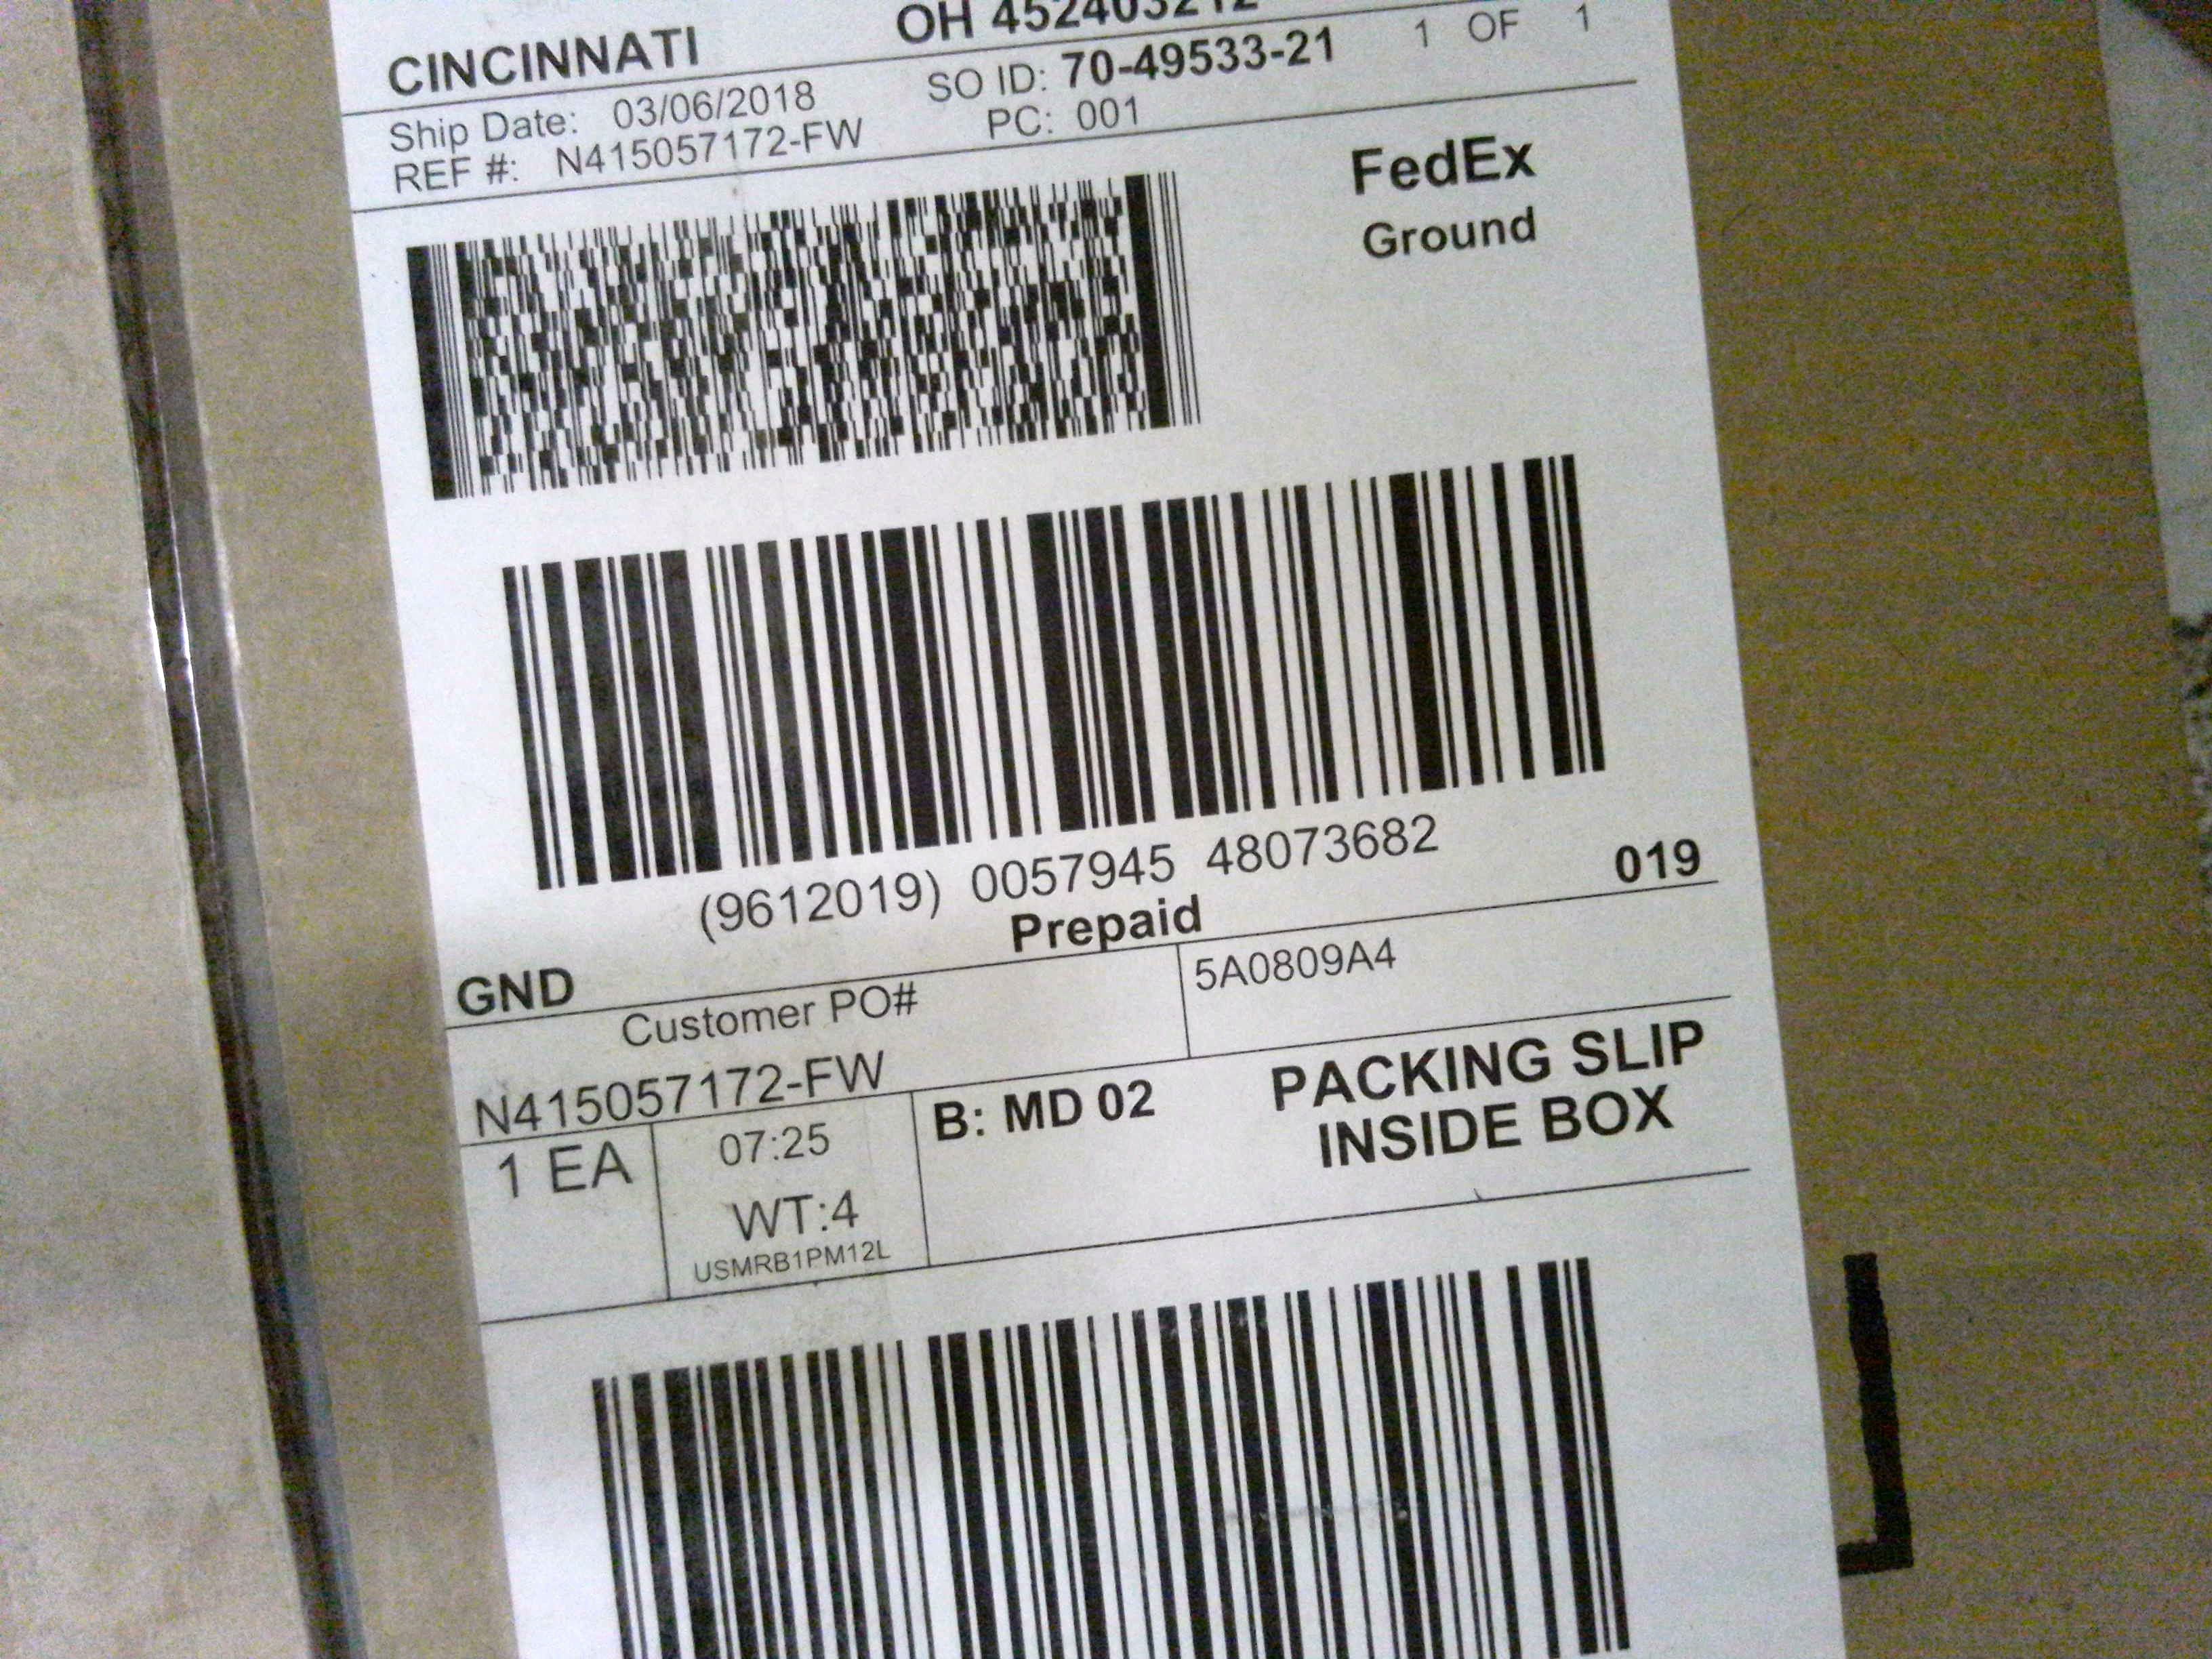 CINCINNATI OH 452403212
Ship Date: 03/06/2018 SO ID: 70-49533-21 1 OF 1
REF #: N415057172-FW PC: 001
FedEx
Ground
(9612019) 0057945 48073682
GND Prepaid 019
Customer PO# 5A0809A4
N415057172-FW
1 EA 07:25 B: MD 02 PACKING SLIP
INSIDE BOX
WT:4
USMRB1PM12L